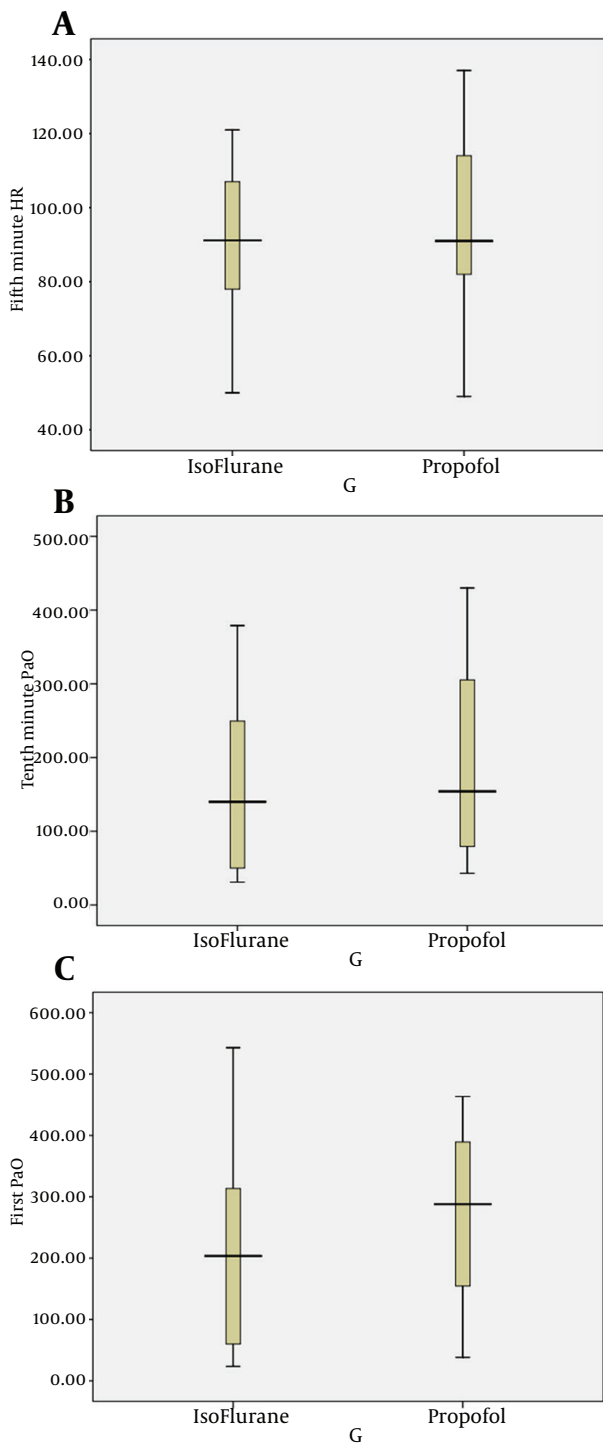 A
140.00
120.00
100.00
80.00
60.00
40.00
Fifth minute HR
IsoFlurane Propofol
G
B
500.00
400.00
300.00
200.00
100.00
0.00
Tenth minute PaO
IsoFlurane Propofol
G
C
600.00
500.00
400.00
300.00
200.00
100.00
0.00
First PaO
IsoFlurane Propofol
G